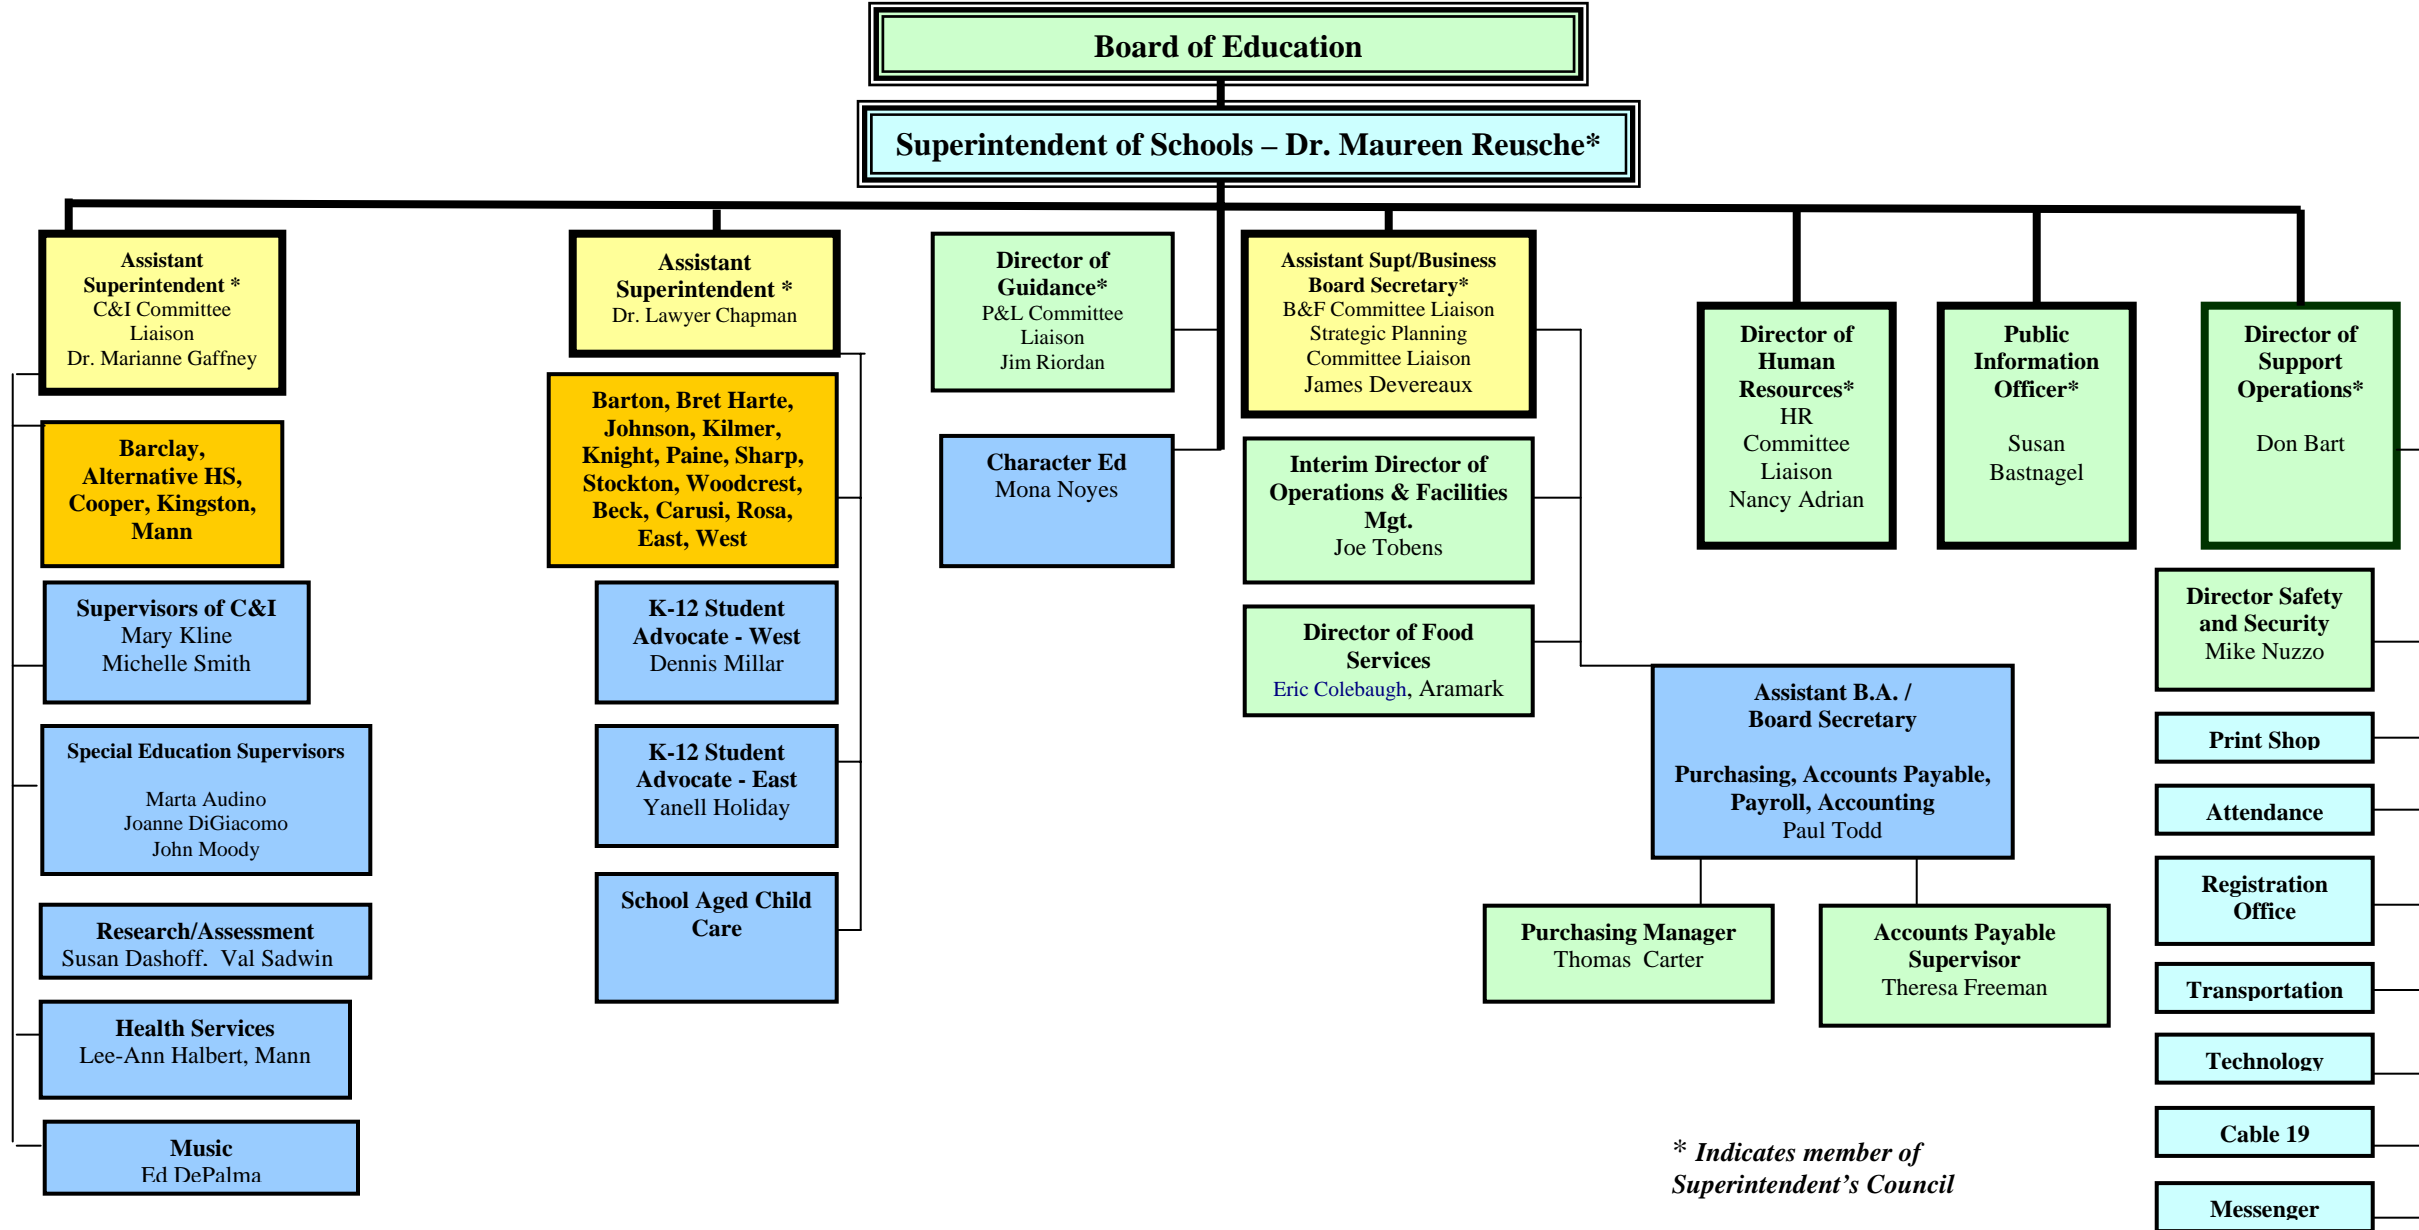 Board of Education
Superintendent of Schools – Dr. Maureen Reusche*
Assistant
Superintendent *
C&I Committee
Liaison
Dr. Marianne Gaffney
Barclay,
Alternative HS,
Cooper, Kingston,
Mann
Supervisors of C&I
Mary Kline
Michelle Smith
Special Education Supervisors
Marta Audino
Joanne DiGiacomo
John Moody
Research/Assessment
Susan Dashoff.  Val Sadwin
Health Services
Lee-Ann Halbert, Mann
Music
Ed DePalma
Assistant
Superintendent *
Dr. Lawyer Chapman
Barton, Bret Harte,
Johnson, Kilmer,
Knight, Paine, Sharp,
Stockton, Woodcrest,
Beck, Carusi, Rosa,
East, West
K-12 Student
Advocate - West
Dennis Millar
K-12 Student
Advocate - East
Yanell Holiday
School Aged Child
Care
Director of
Guidance*
P&L Committee
Liaison
Jim Riordan
Character Ed
Mona Noyes
Assistant Supt/Business
Board Secretary*
B&F Committee Liaison
Strategic Planning
Committee Liaison
James Devereaux
Interim Director of
Operations & Facilities
Mgt.
Joe Tobens
Director of Food
Services
Eric Colebaugh, Aramark
Assistant B.A. /
Board Secretary
Purchasing, Accounts Payable,
Payroll, Accounting
Paul Todd
Purchasing Manager
Thomas  Carter
Accounts Payable
Supervisor
Theresa Freeman
Director of
Human
Resources*
HR
Committee
Liaison
Nancy Adrian
Public
Information
Officer*
Susan
Bastnagel
Director of
Support
Operations*
Don Bart
Director Safety
and Security
Mike Nuzzo
Print Shop
Attendance
Registration
Office
Transportation
Technology
Cable 19
Messenger
* Indicates member of
Superintendent's Council